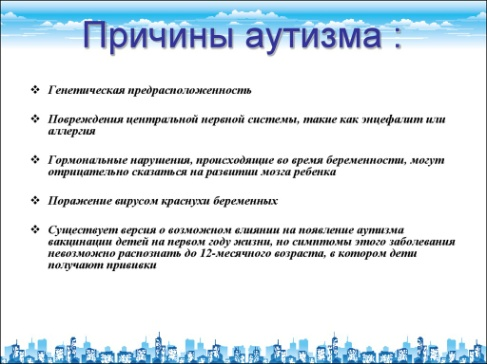 Причины аутизма :
❖ Генетическая предрасположенность
❖ Повреждения центральной нервной системы, такие как энцефалит или
аллергия
❖ Гормональные нарушения, происходящие во время беременности, могут
отрицательно сказаться на развитии мозга ребенка
❖ Поражение вирусом краснухи беременных
❖ Существует версия о возможном влиянии на появление аутизма
вакцинации детей на первом году жизни, но симптомы этого заболевания
невозможно распознать до 12-месячного возраста, в котором дети
получают прививки